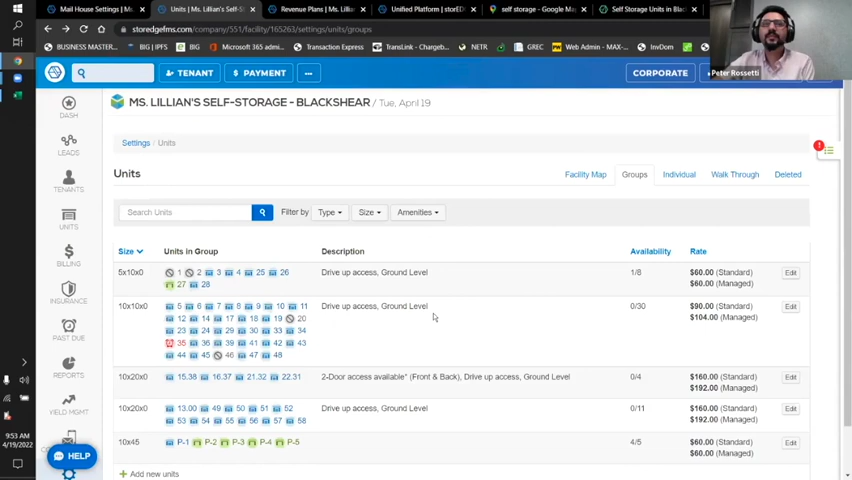 Mail House Settings | M
Units | Ms. Lillian's Self-S
Revenue Plans | Ms. Lillian
Unified Platform | storED
self storage - Google Ma
Self Storage Units in Blac
storedgefms.com/company/551/facility/165263/settings/units/groups
BUSINESS MASTER... BIG | IPFS BIG Microsoft 365 admin... Transaction Express TransLink - Chargeb... NETR GREC Web Admin - MAX-... InvDom
TENANT
$ PAYMENT
CORPORATE
Peter Rossetti
MS. LILLIAN'S SELF-STORAGE - BLACKSHEAR / Tue, April 19
DASH
LEADS
TENANTS
UNITS
BILLING
INSURANCE
PAST DUE
REPORTS
YIELD MGMT
HELP
Settings / Units
Units
Facility Map Groups Individual Walk Through Deleted
Search Units Filter by Type Size Amenities
Size Units in Group Description Availability Rate
5x10x0 1 2 3 4 25 26 Drive up access, Ground Level 1/8 $60.00 (Standard) Edit
27 28 $60.00 (Managed)
10x10x0 5 6 7 8 9 10 11 Drive up access, Ground Level 0/30 $90.00 (Standard) Edit
12 14 17 18 19 20 $104.00 (Managed)
23 24 29 30 33 34
35 36 39 41 42 43
44 45 46 47 48
10x20x0 15.38 16.37 21.32 22.31 2-Door access available* (Front & Back), Drive up access, Ground Level 0/4 $160.00 (Standard) Edit
$192.00 (Managed)
10x20x0 13.00 49 50 51 52 Drive up access, Ground Level 0/11 $160.00 (Standard) Edit
53 54 55 56 57 58 $192.00 (Managed)
10x45 P-1 P-2 P-3 P-4 P-5 4/5 $60.00 (Standard) Edit
$60.00 (Managed)
Add new units
9:53 AM
4/19/2022